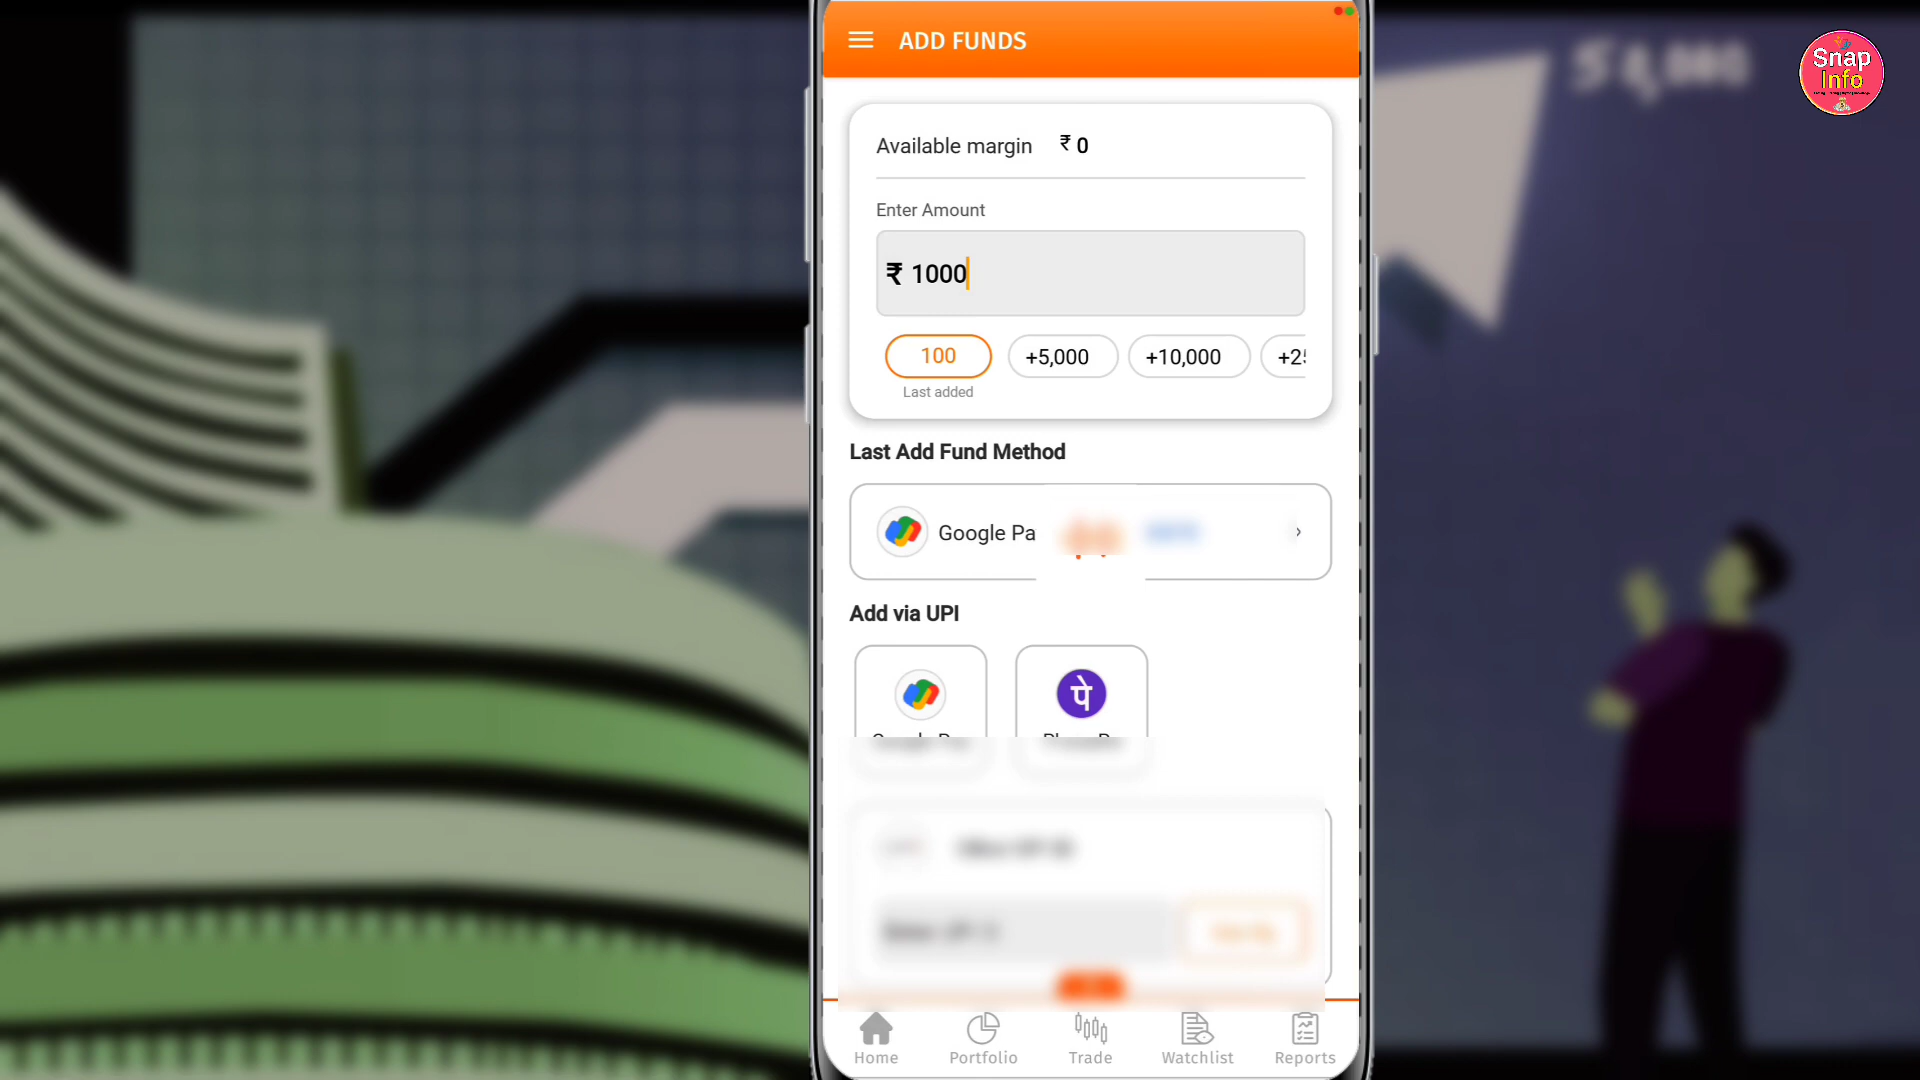 ADD FUNDS
Snap
Info
Available margin ₹ 0
Enter Amount
₹ 1000
100 +5,000 +10,000
Last added
Last Add Fund Method
Google Pa
Add via UPI
पे
Home Portfolio Trade Watchlist Reports